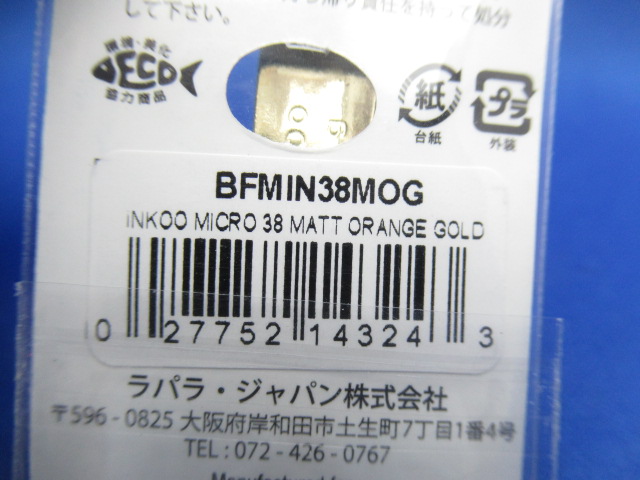 して下さい。
環境・美化
ECO
協力商品
紙
台紙
プラ
外装
BFMIN38MOG
INKOO MICRO 38 MATT ORANGE GOLD
0 27752 14324 3
ラパラ・ジャパン株式会社
〒596-0825 大阪府岸和田市土生町7丁目1番4号
TEL : 072-426-0767
Manufactured for